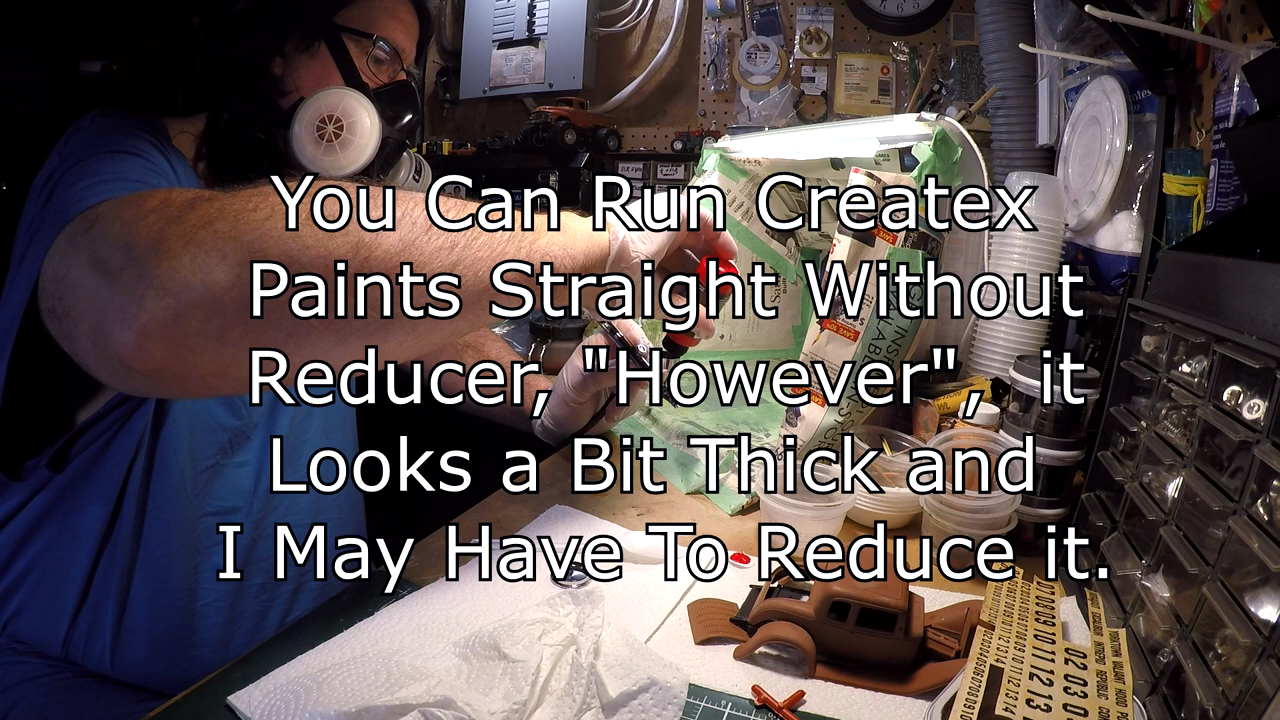 You Can Run Createx
Paints Straight Without
Reducer, "However", it
Looks a Bit Thick and
I May Have To Reduce it.